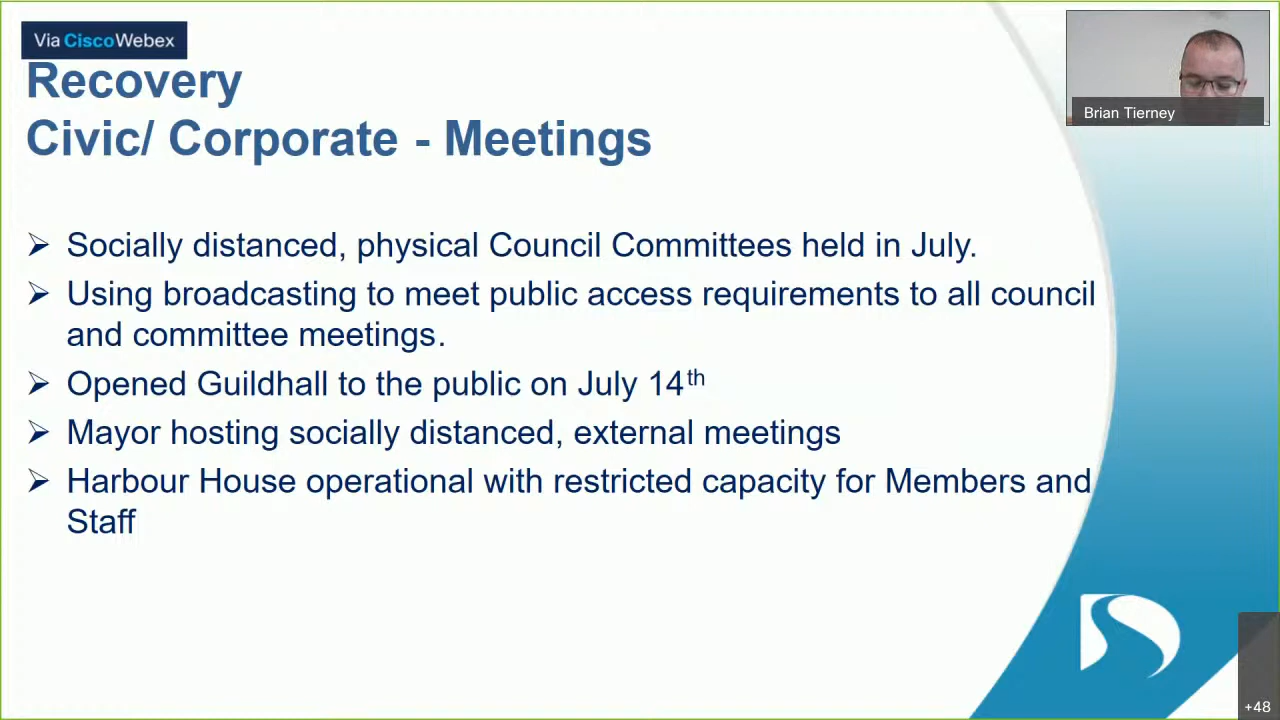 Via CiscoWebex
Recovery
Civic/ Corporate - Meetings
Brian Tierney
➢ Socially distanced, physical Council Committees held in July.
➢ Using broadcasting to meet public access requirements to all council
and committee meetings.
➢ Opened Guildhall to the public on July 14th
➢ Mayor hosting socially distanced, external meetings
➢ Harbour House operational with restricted capacity for Members and
Staff
+48